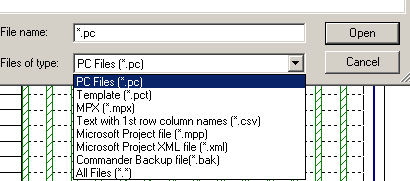 File name:
*.pc
Open
Files of type:
PC Files (*.pc)
Cancel
PC Files (*.pc)
Template (*.pct)
MPX (*.mpx)
Text with 1st row column names (*.csv)
Microsoft Project file (*.mpp)
Microsoft Project XML file (*.xml)
Commander Backup file(*.bak)
All Files (*.*)